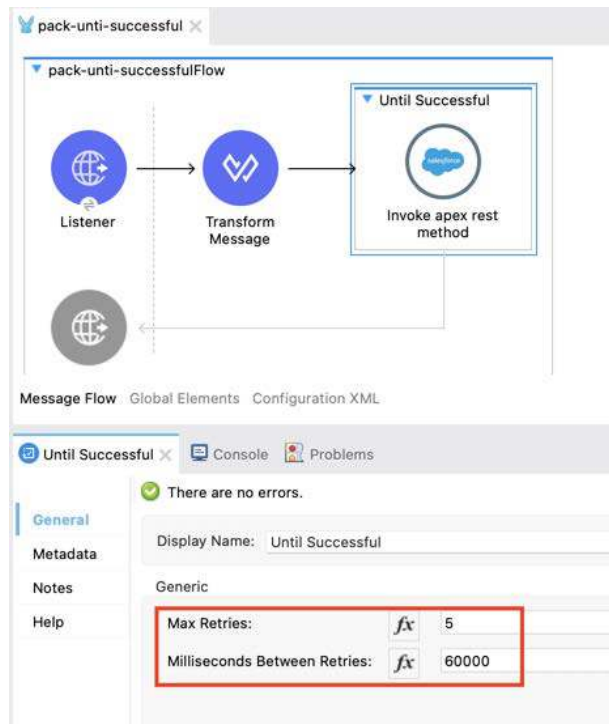 pack-unti-successful
pack-unti-successfulFlow
Until Successful
salesforce
Listener
Transform
Message
Invoke apex rest
method
Message Flow Global Elements Configuration XML
Until Successful Console Problems
There are no errors.
General
Metadata
Notes
Help
Display Name: Until Successful
Generic
Max Retries: fx 5
Milliseconds Between Retries: fx 60000